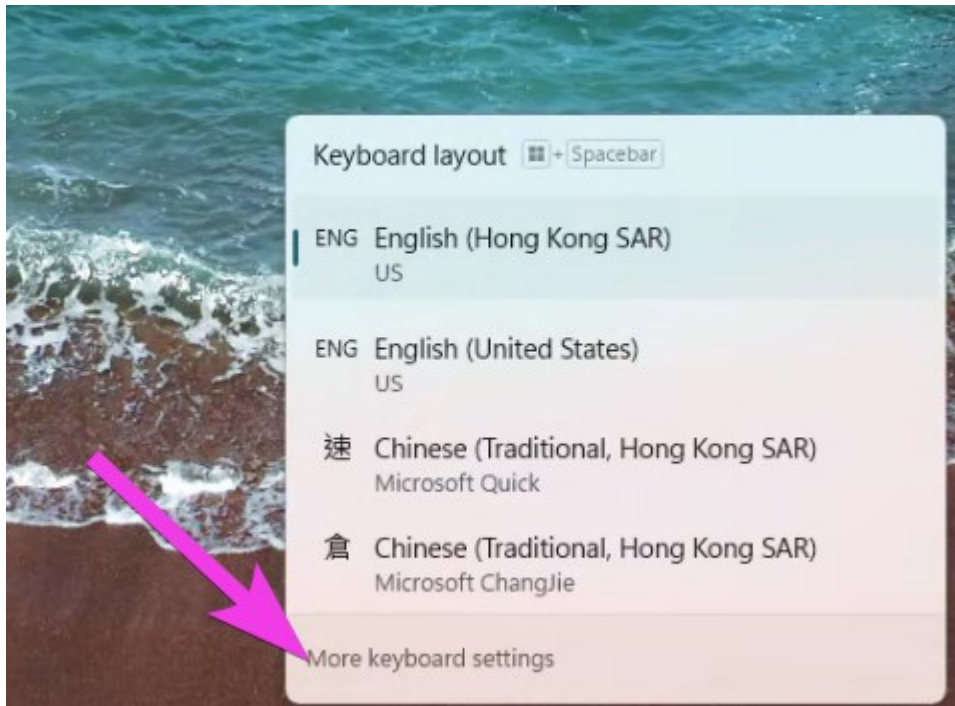 Keyboard layout + Spacebar
ENG English (Hong Kong SAR)
US
ENG English (United States)
US
速 Chinese (Traditional, Hong Kong SAR)
Microsoft Quick
倉 Chinese (Traditional, Hong Kong SAR)
Microsoft ChangJie
More keyboard settings